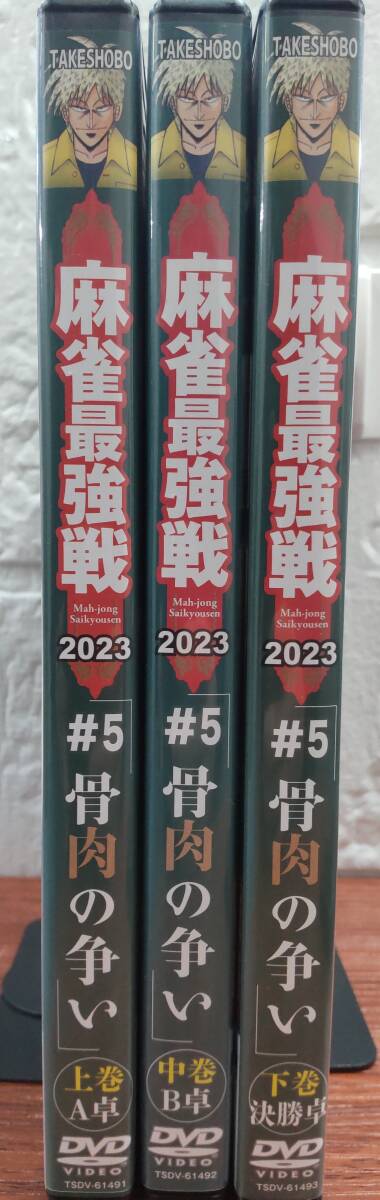 TAKESHOBO
麻雀最強戦
Mah-jong
Saikyousen
2023
#5
「骨肉の争い」
上巻
A卓
DVD
VIDEO
TSDV-61491
TAKESHOBO
麻雀最強戦
Mah-jong
Saikyousen
2023
#5
「骨肉の争い」
中巻
B卓
DVD
VIDEO
TSDV-61492
TAKESHOBO
麻雀最強戦
Mah-jong
Saikyousen
2023
#5
「骨肉の争い」
下巻
決勝卓
DVD
VIDEO
TSDV-61493